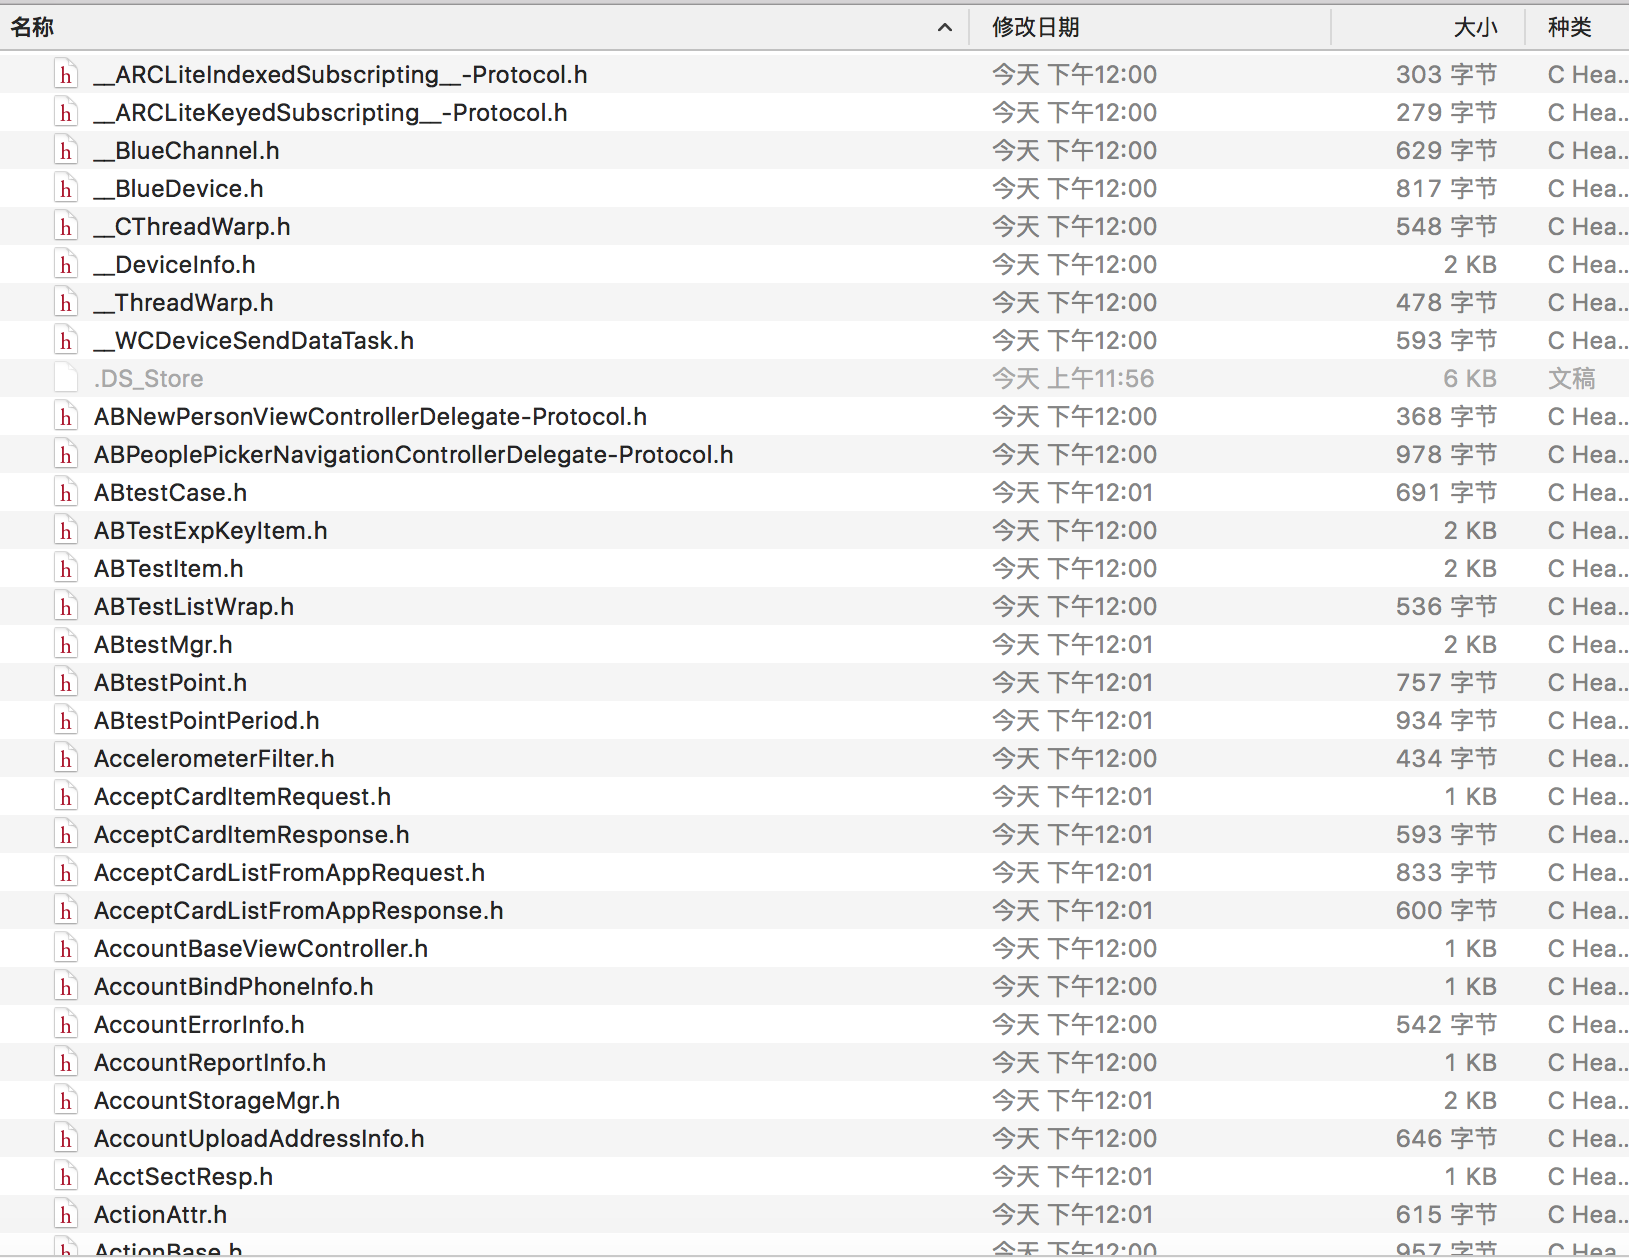 名称 修改日期 大小 种类
h __ARCLiteIndexedSubscripting__-Protocol.h 今天 下午12:00 303 字节 C Hea...
h __ARCLiteKeyedSubscripting__-Protocol.h 今天 下午12:00 279 字节 C Hea...
h __BlueChannel.h 今天 下午12:00 629 字节 C Hea...
h __BlueDevice.h 今天 下午12:00 817 字节 C Hea...
h __CThreadWarp.h 今天 下午12:00 548 字节 C Hea...
h __DeviceInfo.h 今天 下午12:00 2 KB C Hea...
h __ThreadWarp.h 今天 下午12:00 478 字节 C Hea...
h __WCDeviceSendDataTask.h 今天 下午12:00 593 字节 C Hea...
.DS_Store 今天 上午11:56 6 KB 文稿
h ABNewPersonViewControllerDelegate-Protocol.h 今天 下午12:00 368 字节 C Hea...
h ABPeoplePickerNavigationControllerDelegate-Protocol.h 今天 下午12:00 978 字节 C Hea...
h ABtestCase.h 今天 下午12:01 691 字节 C Hea...
h ABTestExpKeyItem.h 今天 下午12:00 2 KB C Hea...
h ABTestItem.h 今天 下午12:00 2 KB C Hea...
h ABTestListWrap.h 今天 下午12:00 536 字节 C Hea...
h ABtestMgr.h 今天 下午12:01 2 KB C Hea...
h ABtestPoint.h 今天 下午12:01 757 字节 C Hea...
h ABtestPointPeriod.h 今天 下午12:01 934 字节 C Hea...
h AccelerometerFilter.h 今天 下午12:00 434 字节 C Hea...
h AcceptCardItemRequest.h 今天 下午12:01 1 KB C Hea...
h AcceptCardItemResponse.h 今天 下午12:01 593 字节 C Hea...
h AcceptCardListFromAppRequest.h 今天 下午12:01 833 字节 C Hea...
h AcceptCardListFromAppResponse.h 今天 下午12:01 600 字节 C Hea...
h AccountBaseViewController.h 今天 下午12:00 1 KB C Hea...
h AccountBindPhoneInfo.h 今天 下午12:00 1 KB C Hea...
h AccountErrorInfo.h 今天 下午12:00 542 字节 C Hea...
h AccountReportInfo.h 今天 下午12:00 1 KB C Hea...
h AccountStorageMgr.h 今天 下午12:01 2 KB C Hea...
h AccountUploadAddressInfo.h 今天 下午12:00 646 字节 C Hea...
h AcctSectResp.h 今天 下午12:01 1 KB C Hea...
h ActionAttr.h 今天 下午12:01 615 字节 C Hea...
h ActionBase.h 今天 下午12:00 957 字节 C Hea...